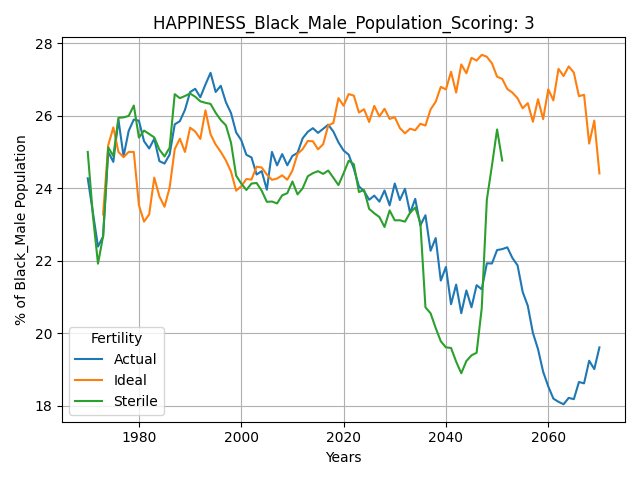 HAPPINESS_Black_Male_Population_Scoring: 3
% of Black_Male Population
28
26
24
22
20
18
Fertility
Actual
Ideal
Sterile
1980 2000 2020 2040 2060
Years